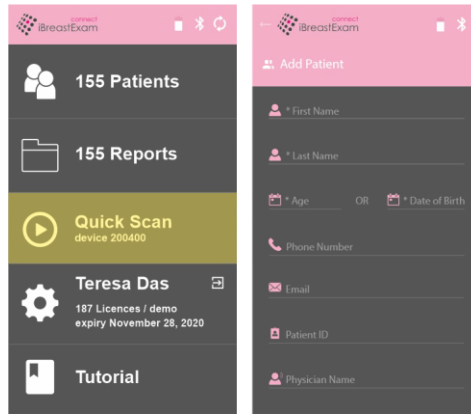 connect
iBreastExam
155 Patients
155 Reports
Quick Scan
device 200400
Teresa Das
187 Licences / demo
expiry November 28, 2020
Tutorial
connect
iBreastExam
Add Patient
* First Name
* Last Name
* Age OR * Date of Birth
Phone Number
Email
Patient ID
Physician Name